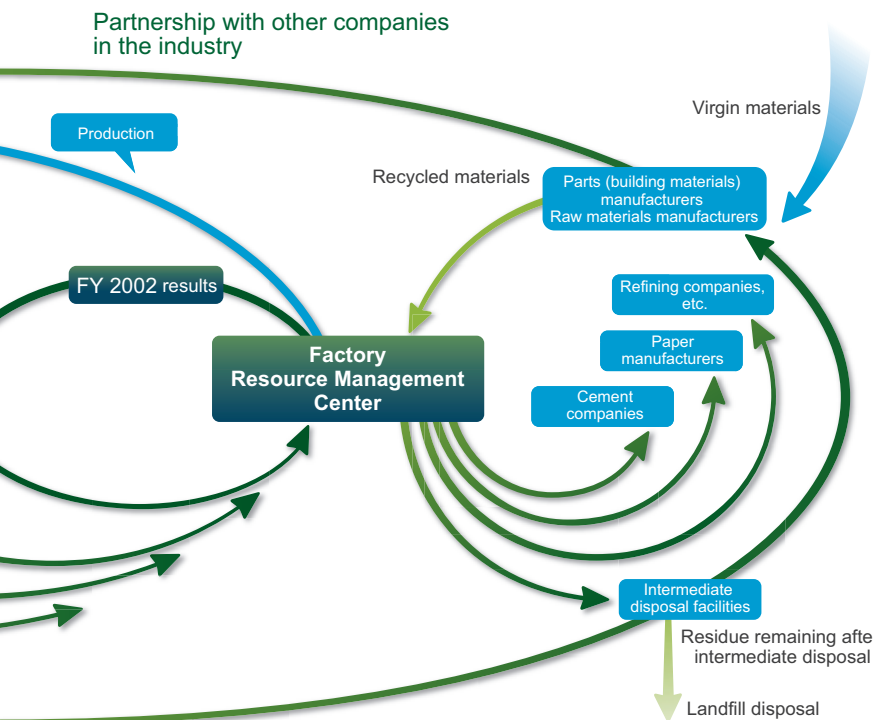 Partnership with other companies
in the industry
Virgin materials
Production
Recycled materials
Parts (building materials)
manufacturers
Raw materials manufacturers
FY 2002 results
Refining companies,
etc.
Factory
Resource Management
Center
Paper
manufacturers
Cement
companies
Intermediate
disposal facilities
Residue remaining afte
intermediate disposal
Landfill disposal